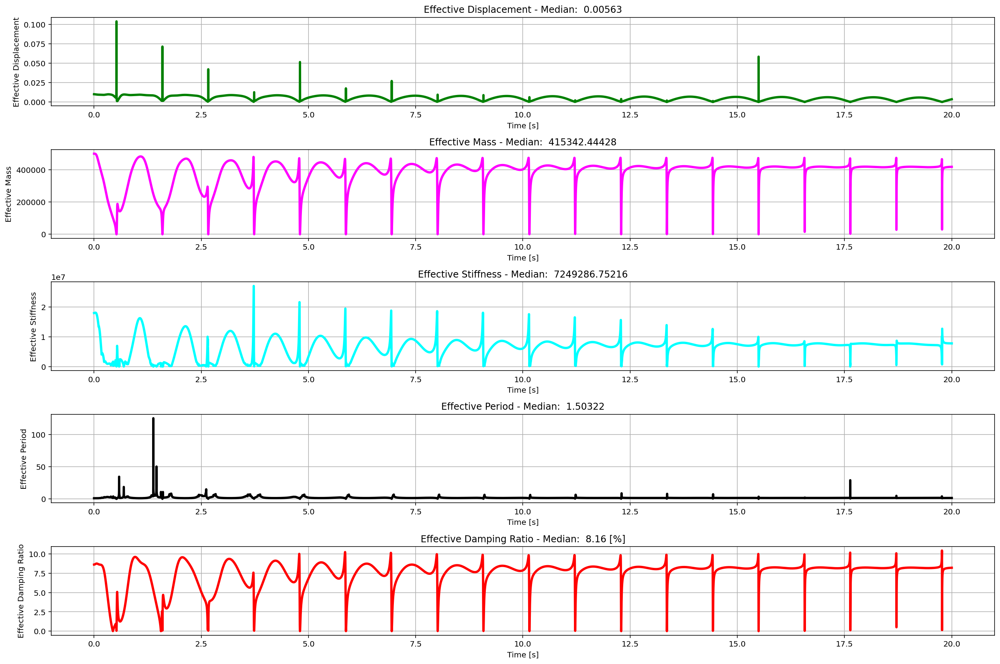 Effective Displacement - Median:  0.00563
Effective Displacement
0.100
0.075
0.050
0.025
0.000
0.0 2.5 5.0 7.5 10.0 12.5 15.0 17.5 20.0
Time [s]
Effective Mass - Median:  415342.44428
Effective Mass
400000
200000
0
0.0 2.5 5.0 7.5 10.0 12.5 15.0 17.5 20.0
Time [s]
Effective Stiffness - Median:  7249286.75216
1e7
Effective Stiffness
2
1
0
0.0 2.5 5.0 7.5 10.0 12.5 15.0 17.5 20.0
Time [s]
Effective Period - Median:  1.50322
Effective Period
100
50
0
0.0 2.5 5.0 7.5 10.0 12.5 15.0 17.5 20.0
Time [s]
Effective Damping Ratio - Median:  8.16 [%]
Effective Damping Ratio
10.0
7.5
5.0
2.5
0.0
0.0 2.5 5.0 7.5 10.0 12.5 15.0 17.5 20.0
Time [s]